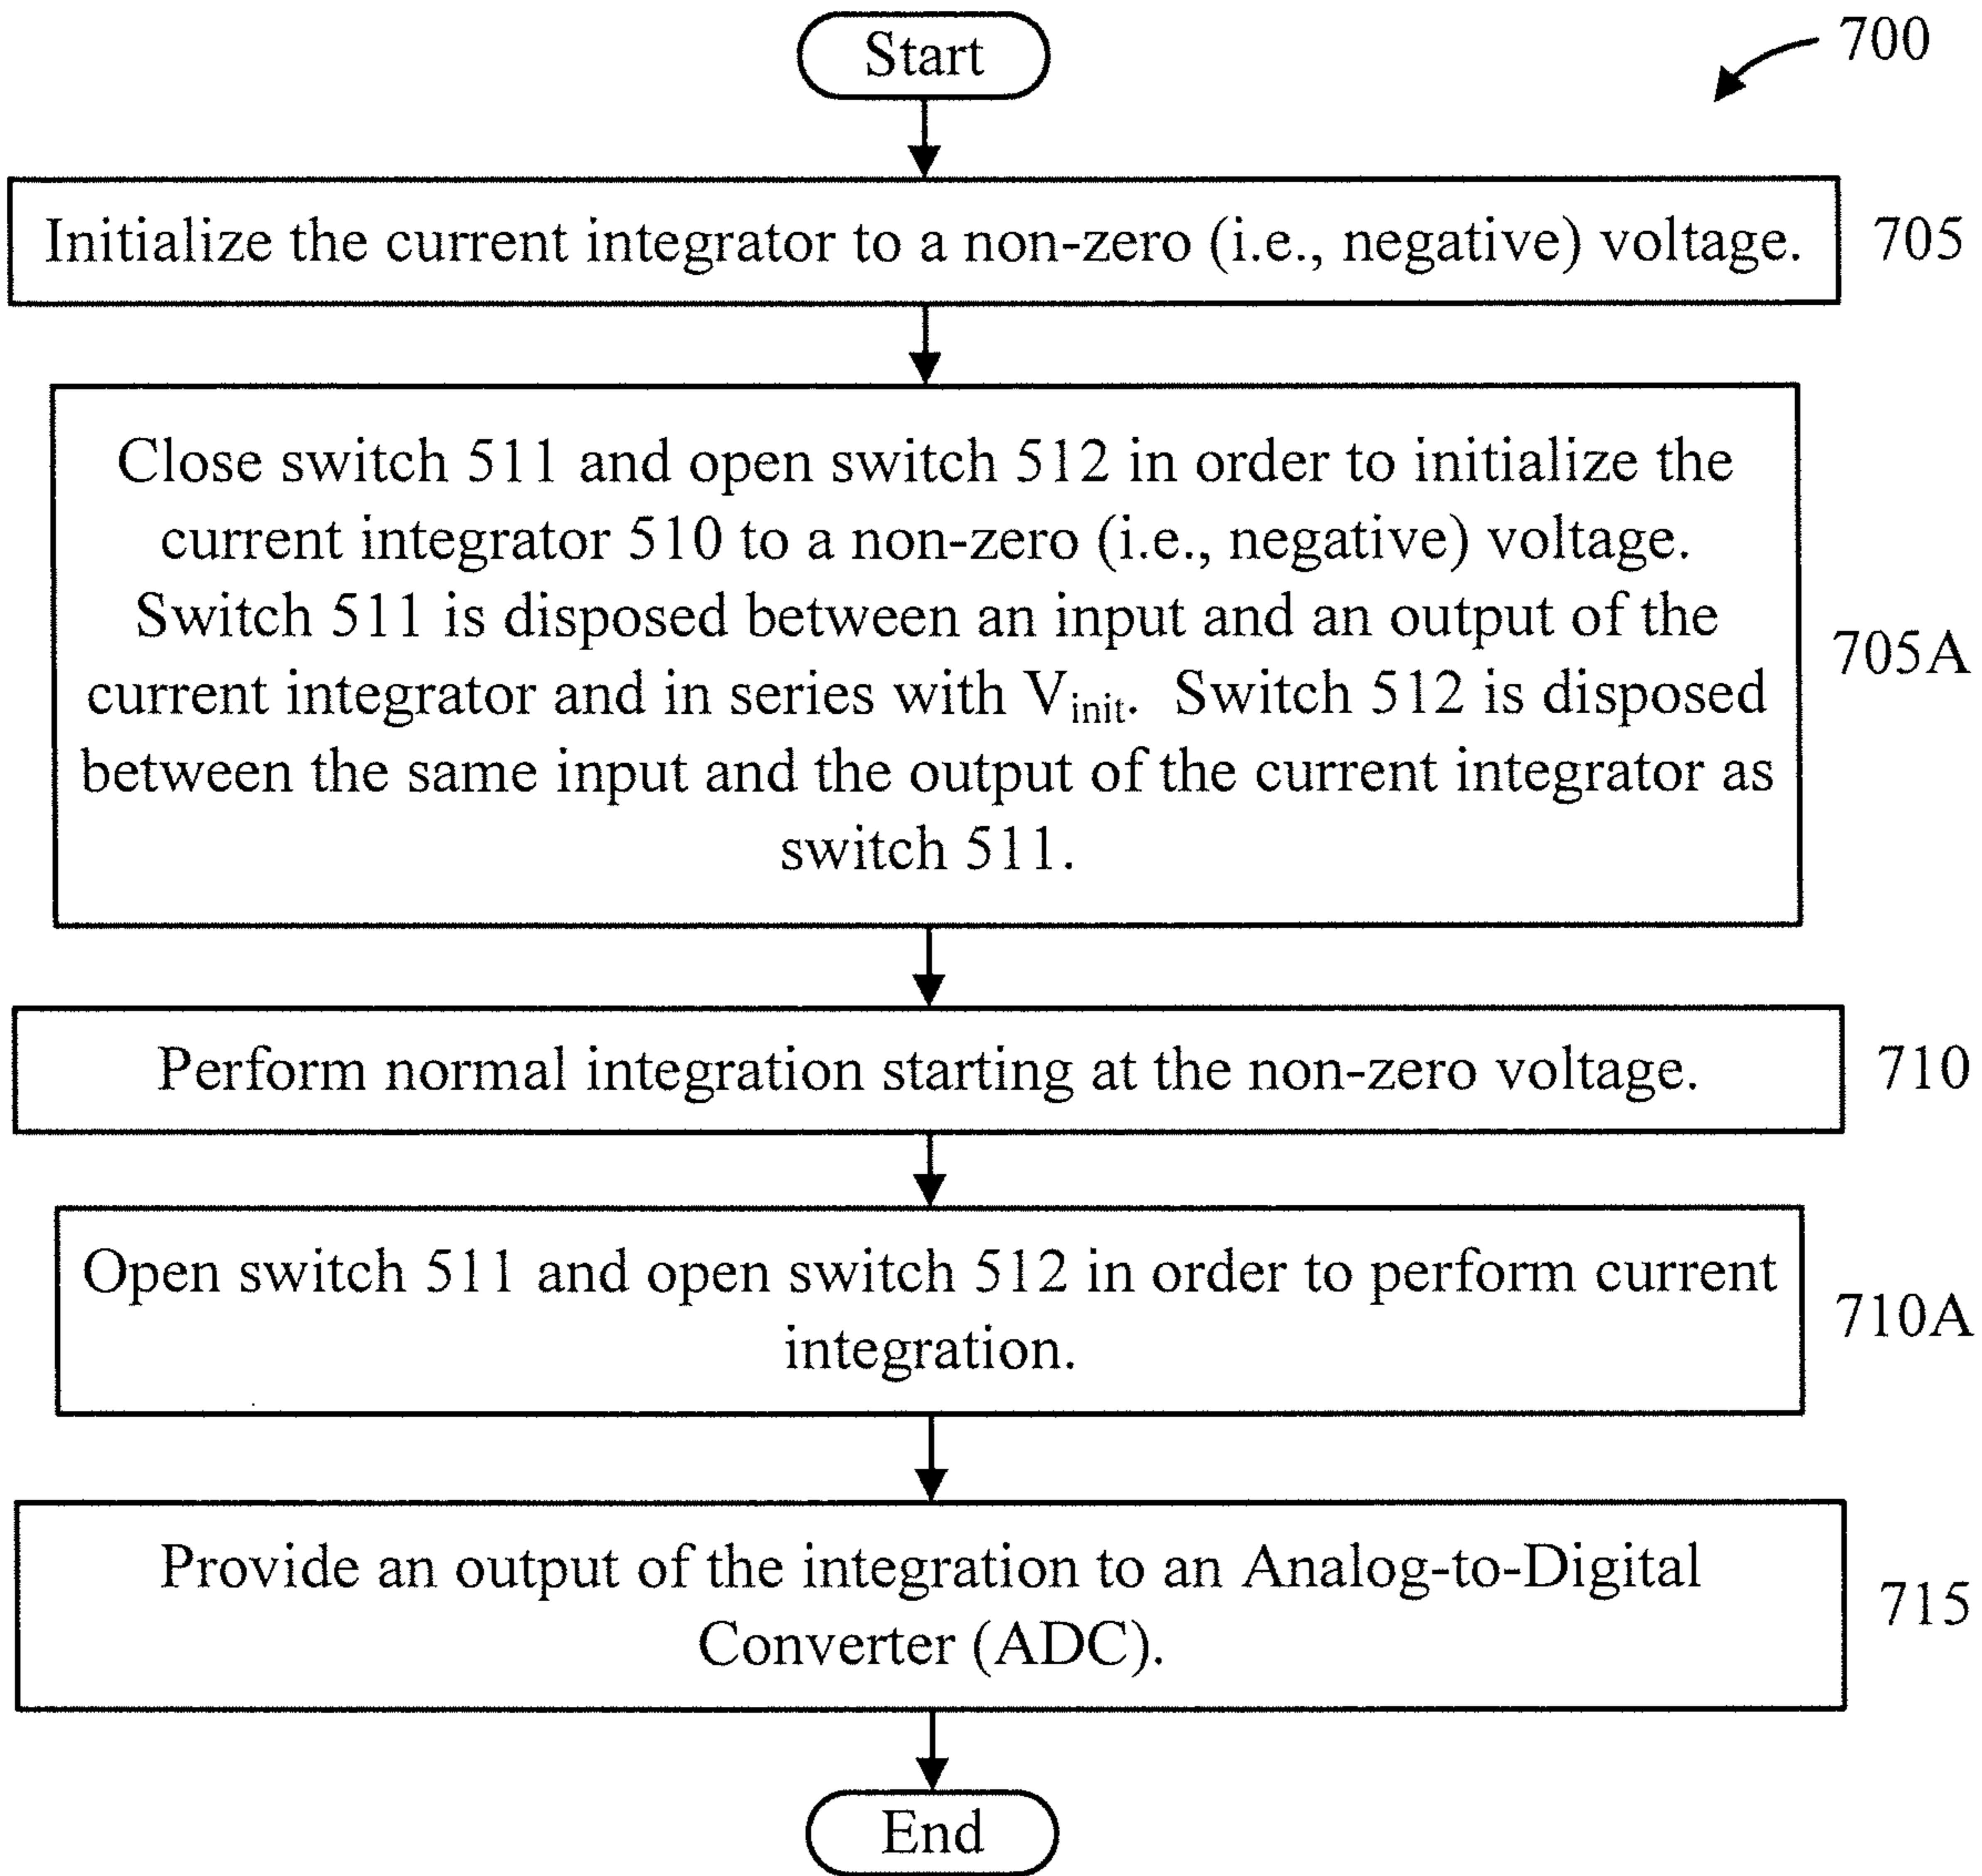 Start
700
Initialize the current integrator to a non-zero (i.e., negative) voltage.
705
Close switch 511 and open switch 512 in order to initialize the
current integrator 510 to a non-zero (i.e., negative) voltage.
Switch 511 is disposed between an input and an output of the
current integrator and in series with Vinit. Switch 512 is disposed
between the same input and the output of the current integrator as
switch 511.
705A
Perform normal integration starting at the non-zero voltage.
710
Open switch 511 and open switch 512 in order to perform current
integration.
710A
Provide an output of the integration to an Analog-to-Digital
Converter (ADC).
715
End